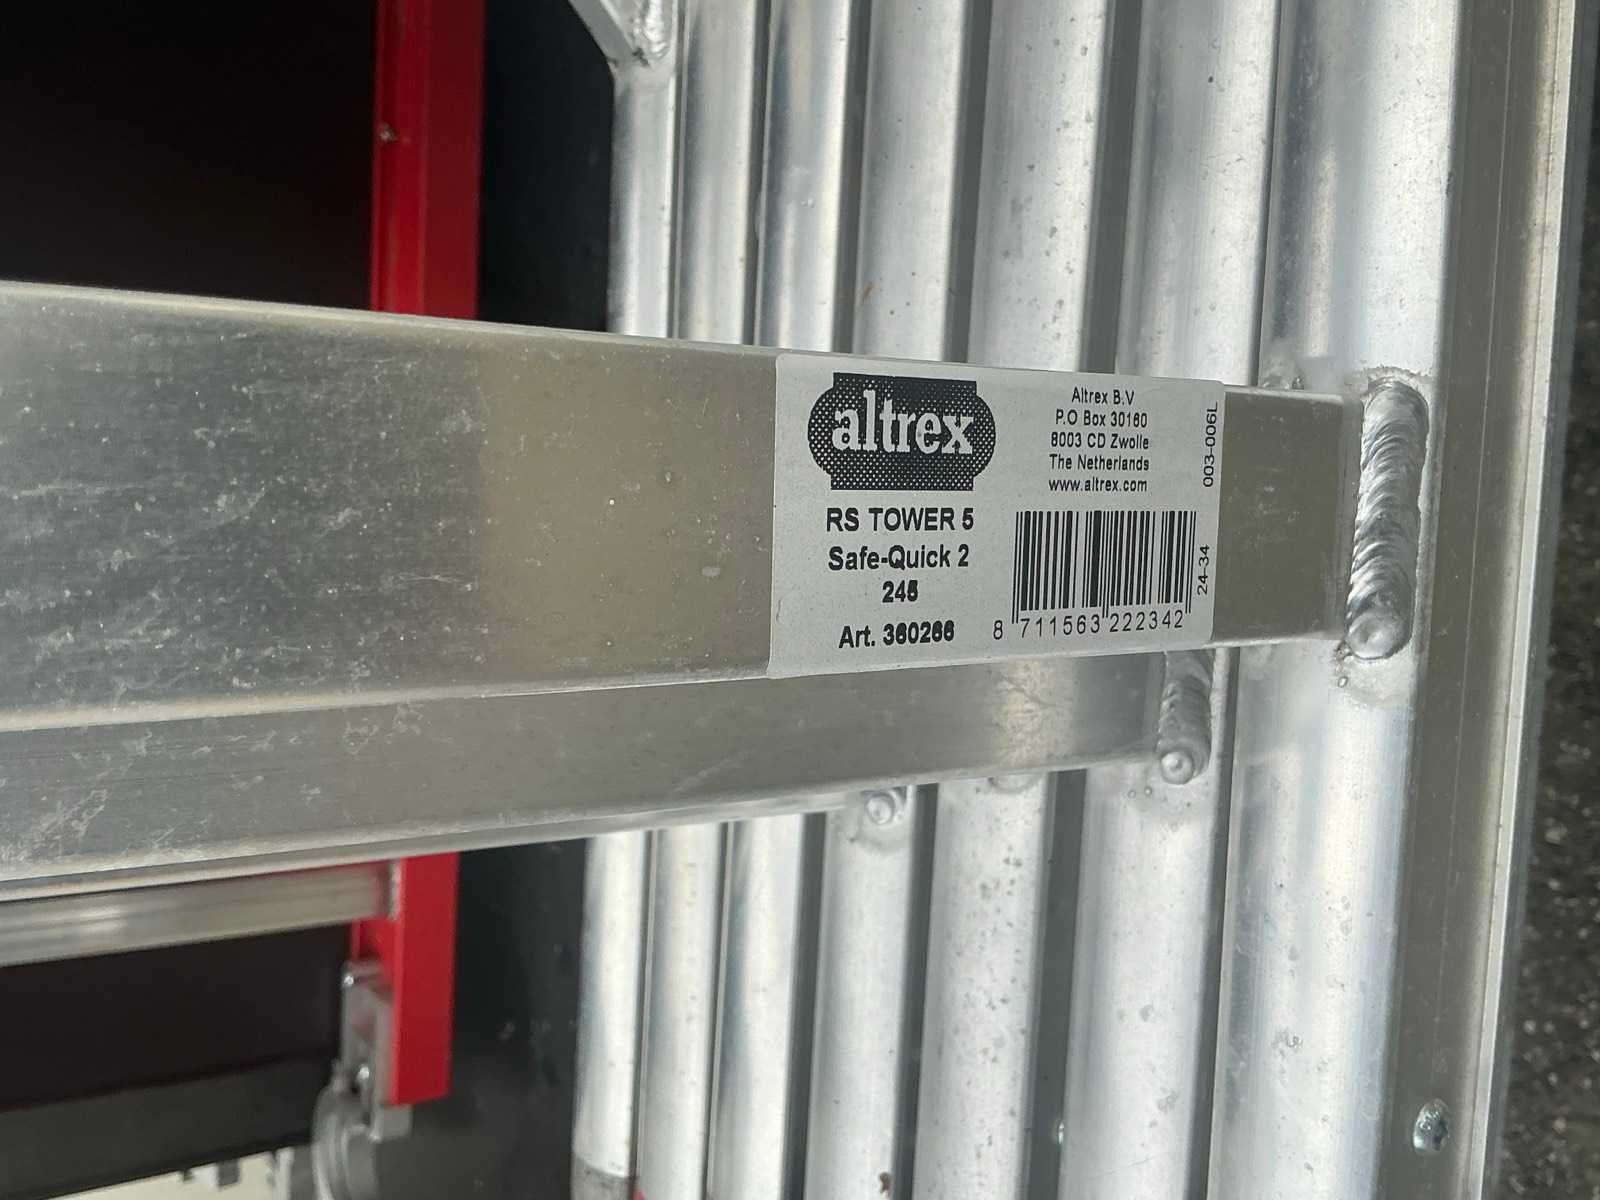 altrex
RS TOWER 5
Safe-Quick 2
245
Art. 360266
Altrex B.V
P.O Box 30160
8003 CD Zwolle
The Netherlands
www.altrex.com
8 711563 222342
003-006L
24-34